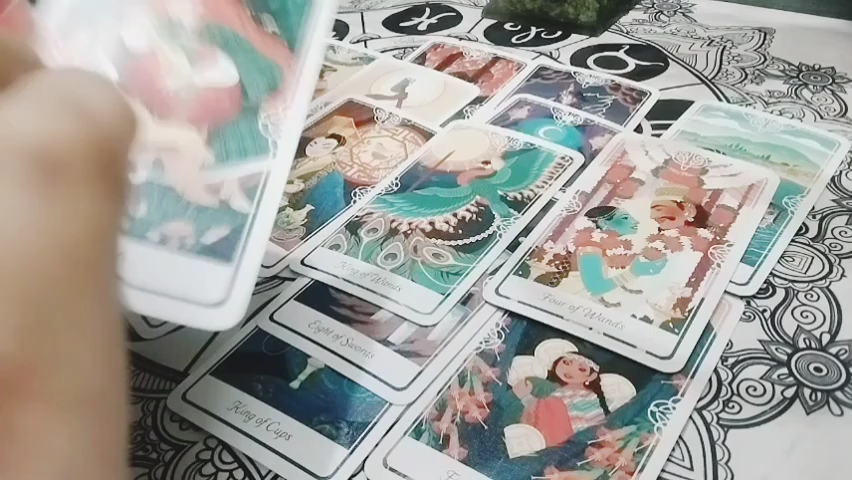 King of Wands
Four of Wands
Eight of Swords
King of Cups